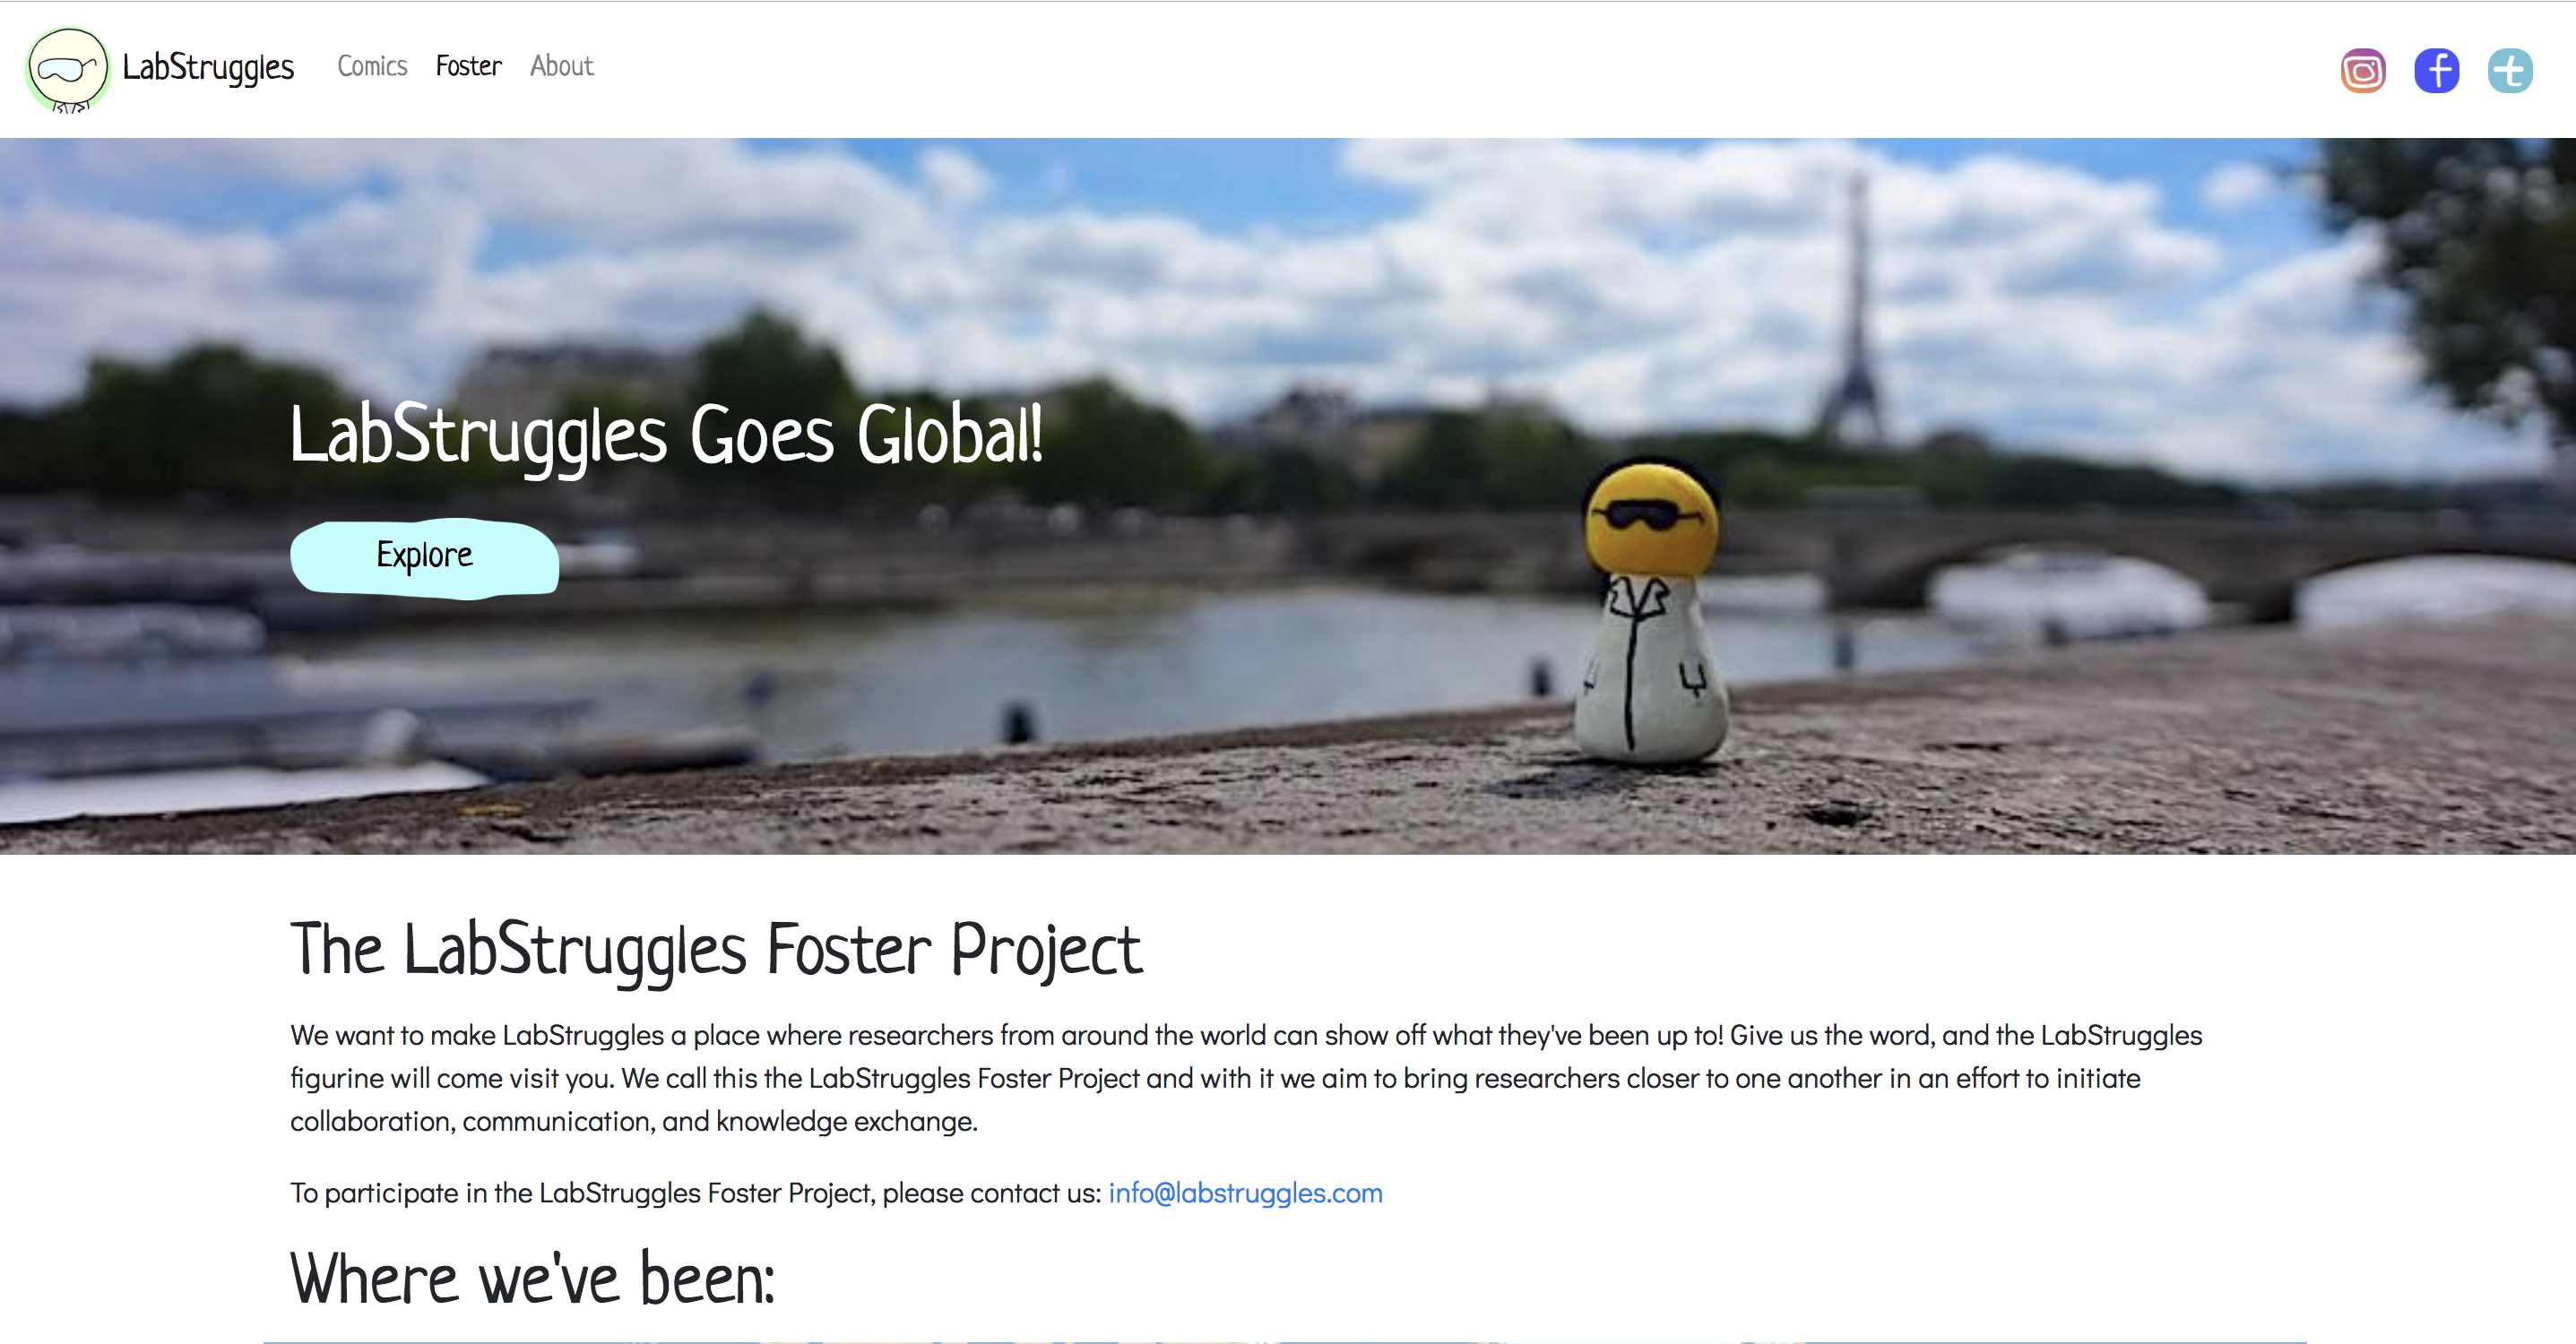 LabStruggles
Comics
Foster
About
LabStruggles Goes Global!
Explore
The LabStruggles Foster Project
We want to make LabStruggles a place where researchers from around the world can show off what they've been up to! Give us the word, and the LabStruggles
figurine will come visit you. We call this the LabStruggles Foster Project and with it we aim to bring researchers closer to one another in an effort to initiate
collaboration, communication, and knowledge exchange.
To participate in the LabStruggles Foster Project, please contact us: info@labstruggles.com
Where we've been: